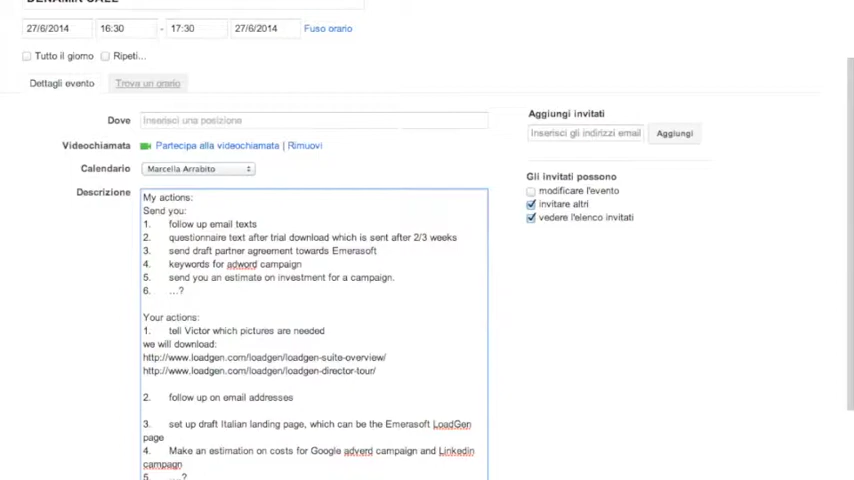 27/6/2014 16:30 - 17:30 27/6/2014 Fuso orario
Tutto il giorno Ripeti...
Dettagli evento Trova un orario
Dove Inserisci una posizione
Videochiamata Partecipa alla videochiamata | Rimuovi
Calendario Marcella Arrabito
Descrizione
My actions:
Send you:
1. follow up email texts
2. questionnaire text after trial download which is sent after 2/3 weeks
3. send draft partner agreement towards Emerasoft
4. keywords for adword campaign
5. send you an estimate on investment for a campaign.
6. ...?
Your actions:
1. tell Victor which pictures are needed
we will download:
http://www.loadgen.com/loadgen/loadgen-suite-overview/
http://www.loadgen.com/loadgen/loadgen-director-tour/
2. follow up on email addresses
3. set up draft Italian landing page, which can be the Emerasoft LoadGen
page
4. Make an estimation on costs for Google adverd campaign and Linkedin
campagn
5. ...?
Aggiungi invitati
Inserisci gli indirizzi email Aggiungi
Gli invitati possono
modificare l'evento
invitare altri
vedere l'elenco invitati